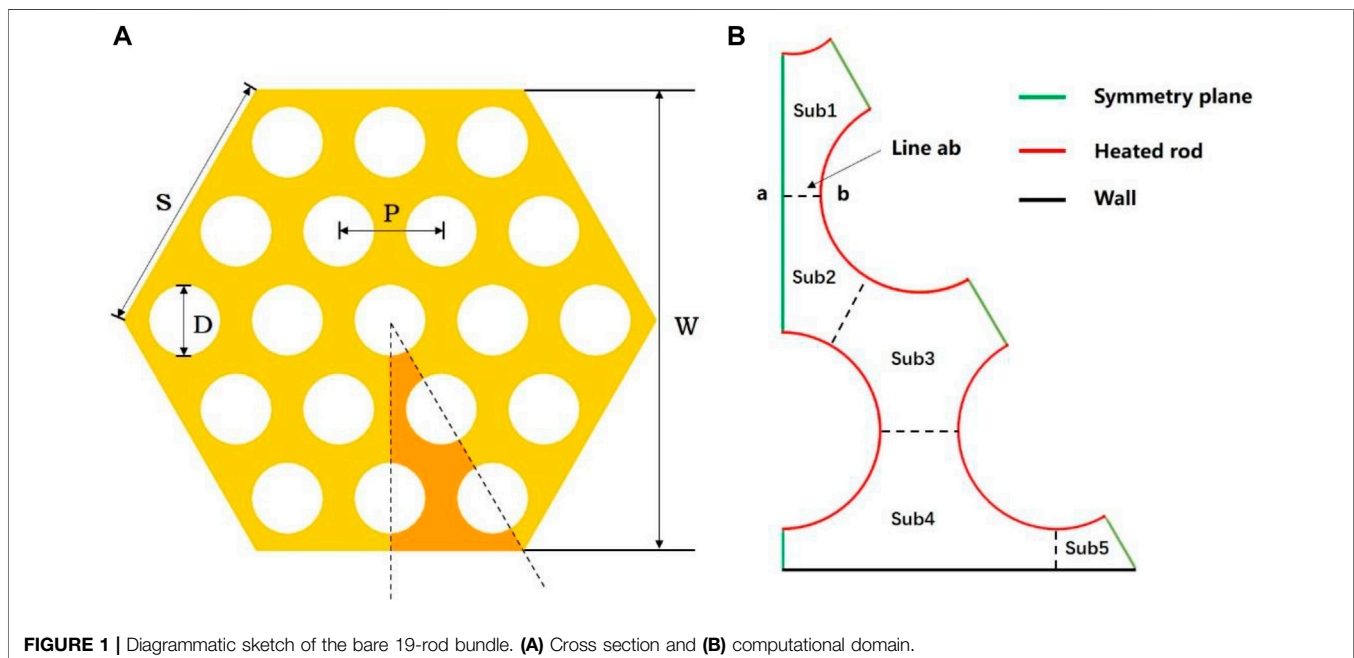 A
S
P
D
W
B
Sub1
Line ab
a
b
Sub2
Sub3
Sub4
Sub5
Symmetry plane
Heated rod
Wall
FIGURE 1 | Diagrammatic sketch of the bare 19-rod bundle. (A) Cross section and (B) computational domain.